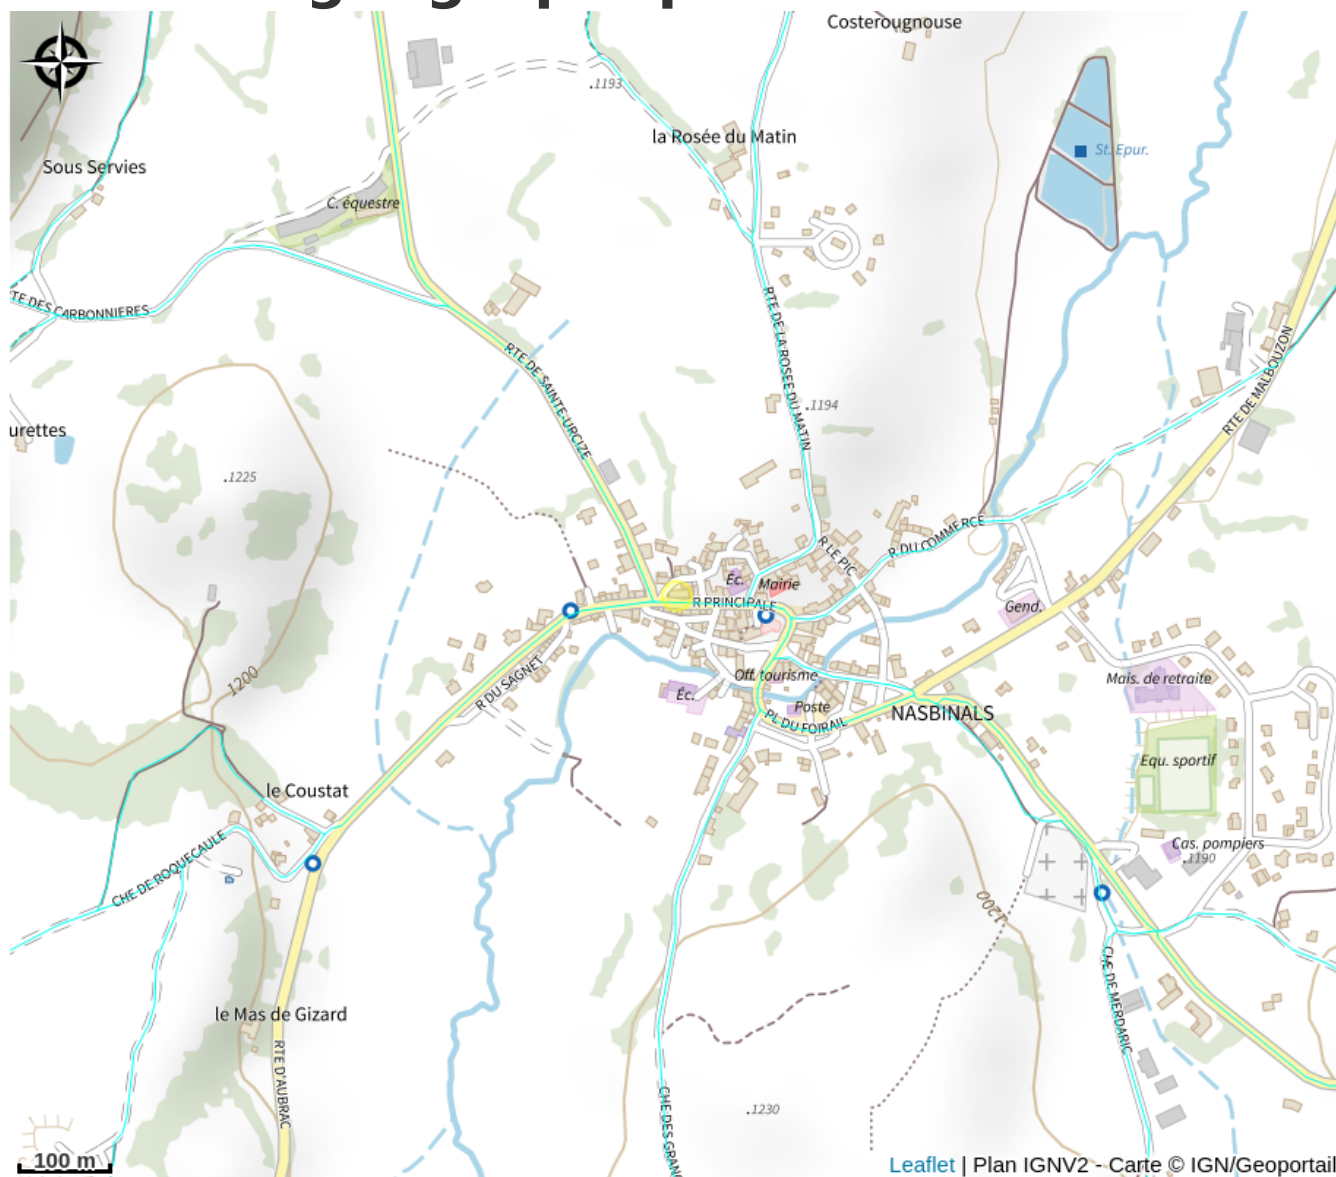 Costerougnouse
.1193
la Rosée du Matin
St. Epur.
Sous Servies
C. équestre
TE DES CARBONNIERES
RTE DE SAINTE-URCIZE
RTE DE LA ROSEE DU MATIN
RTE DE MALBOUZON
.1194
urettes
.1225
R DU COMMERCE
R LE PIC
Éc.
Mairie
R PRINCIPALE
Gend.
R DU SAGNET
Off. tourisme
Mais. de retraite
1200
Éc.
Poste
NASBINALS
PL DU FOIRAIL
Equ. sportif
le Coustat
Cas. pompiers
.1190
CHE DE ROQUECAULE
1200
CHE DE MERDARIC
le Mas de Gizard
RTE D'AUBRAC
CHE DES GRAN
.1230
100 m
Leaflet | Plan IGNV2 - Carte © IGN/Geoportail